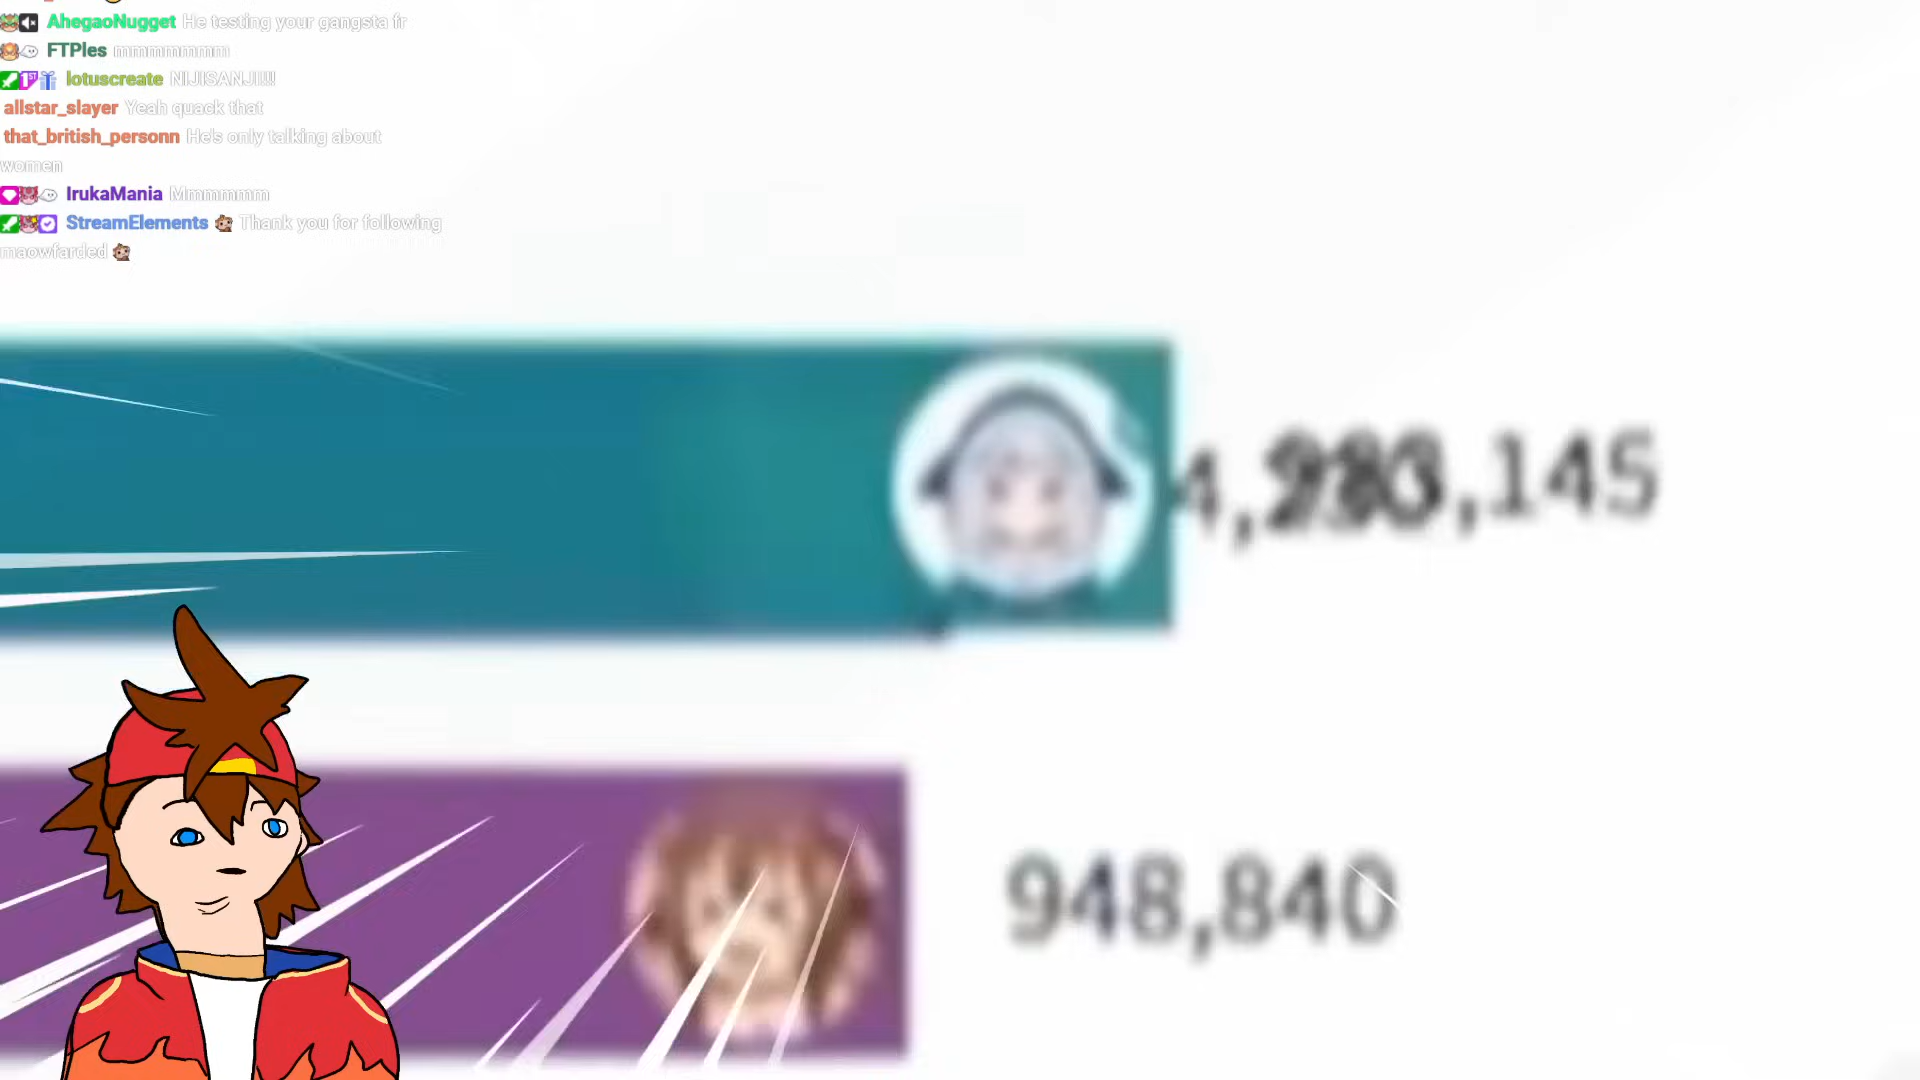 AhegaoNugget He testing your gangsta fr
FTPles mmmmmmm
lotuscreate NIJISANJI!!!
allstar_slayer Yeah quack that
that_british_personn He's only talking about
women
IrukaMania Mmmmmm
StreamElements Thank you for following
maowfarded
948,840